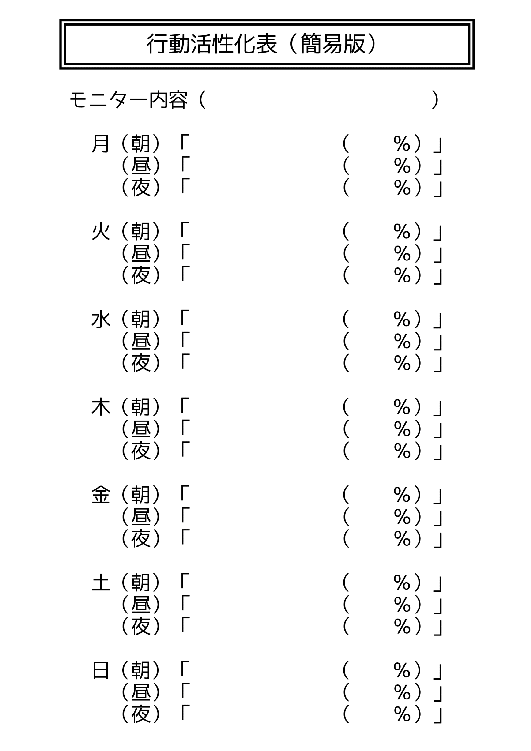 行動活性化表（簡易版）
モニター内容（　　　　　　　　　　　）
月（朝）「　　　　　　　（　　％）」
（昼）「　　　　　　　（　　％）」
（夜）「　　　　　　　（　　％）」
火（朝）「　　　　　　　（　　％）」
（昼）「　　　　　　　（　　％）」
（夜）「　　　　　　　（　　％）」
水（朝）「　　　　　　　（　　％）」
（昼）「　　　　　　　（　　％）」
（夜）「　　　　　　　（　　％）」
木（朝）「　　　　　　　（　　％）」
（昼）「　　　　　　　（　　％）」
（夜）「　　　　　　　（　　％）」
金（朝）「　　　　　　　（　　％）」
（昼）「　　　　　　　（　　％）」
（夜）「　　　　　　　（　　％）」
土（朝）「　　　　　　　（　　％）」
（昼）「　　　　　　　（　　％）」
（夜）「　　　　　　　（　　％）」
日（朝）「　　　　　　　（　　％）」
（昼）「　　　　　　　（　　％）」
（夜）「　　　　　　　（　　％）」